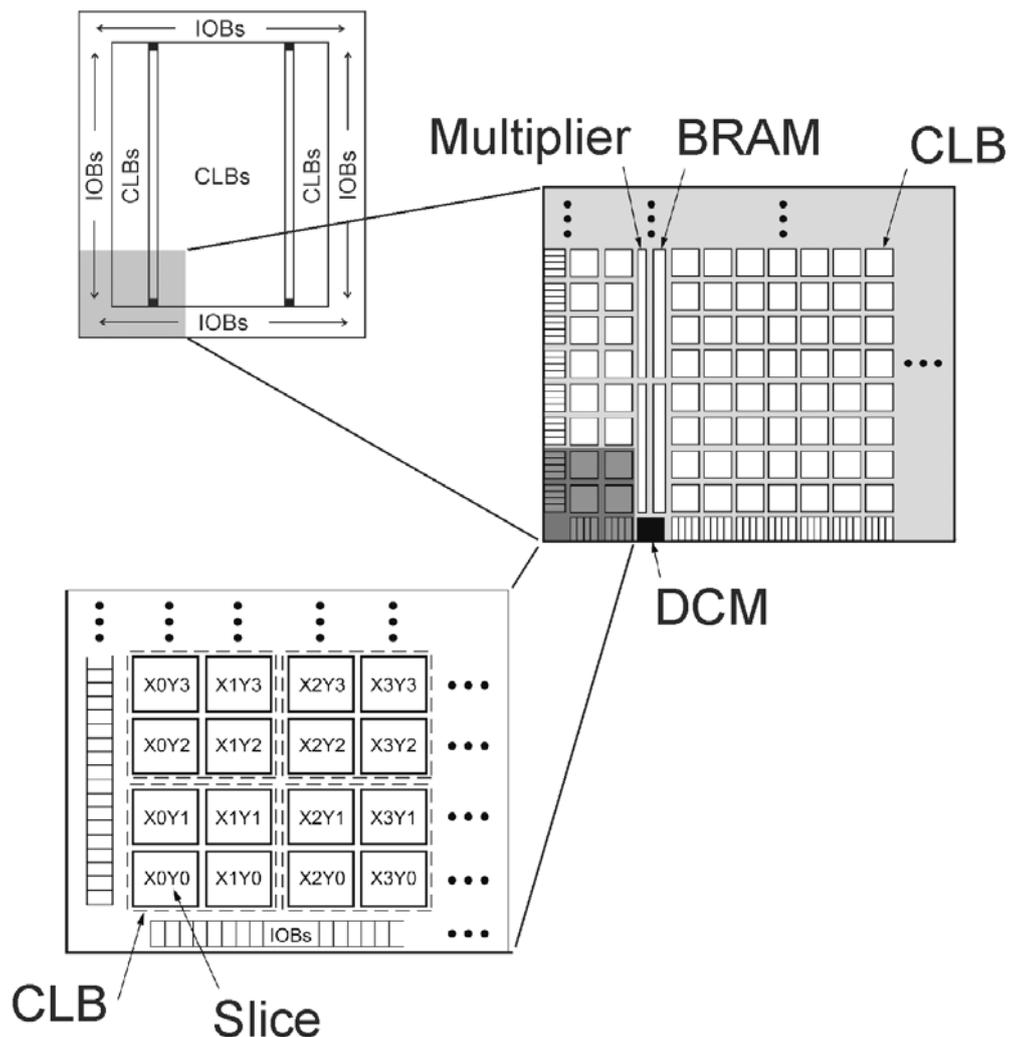 IOBs
IOBs
CLBs
CLBs
CLBs
IOBs
IOBs
Multiplier
BRAM
CLB
DCM
X0Y3 X1Y3 X2Y3 X3Y3
X0Y2 X1Y2 X2Y2 X3Y2
X0Y1 X1Y1 X2Y1 X3Y1
X0Y0 X1Y0 X2Y0 X3Y0
IOBs
CLB
Slice